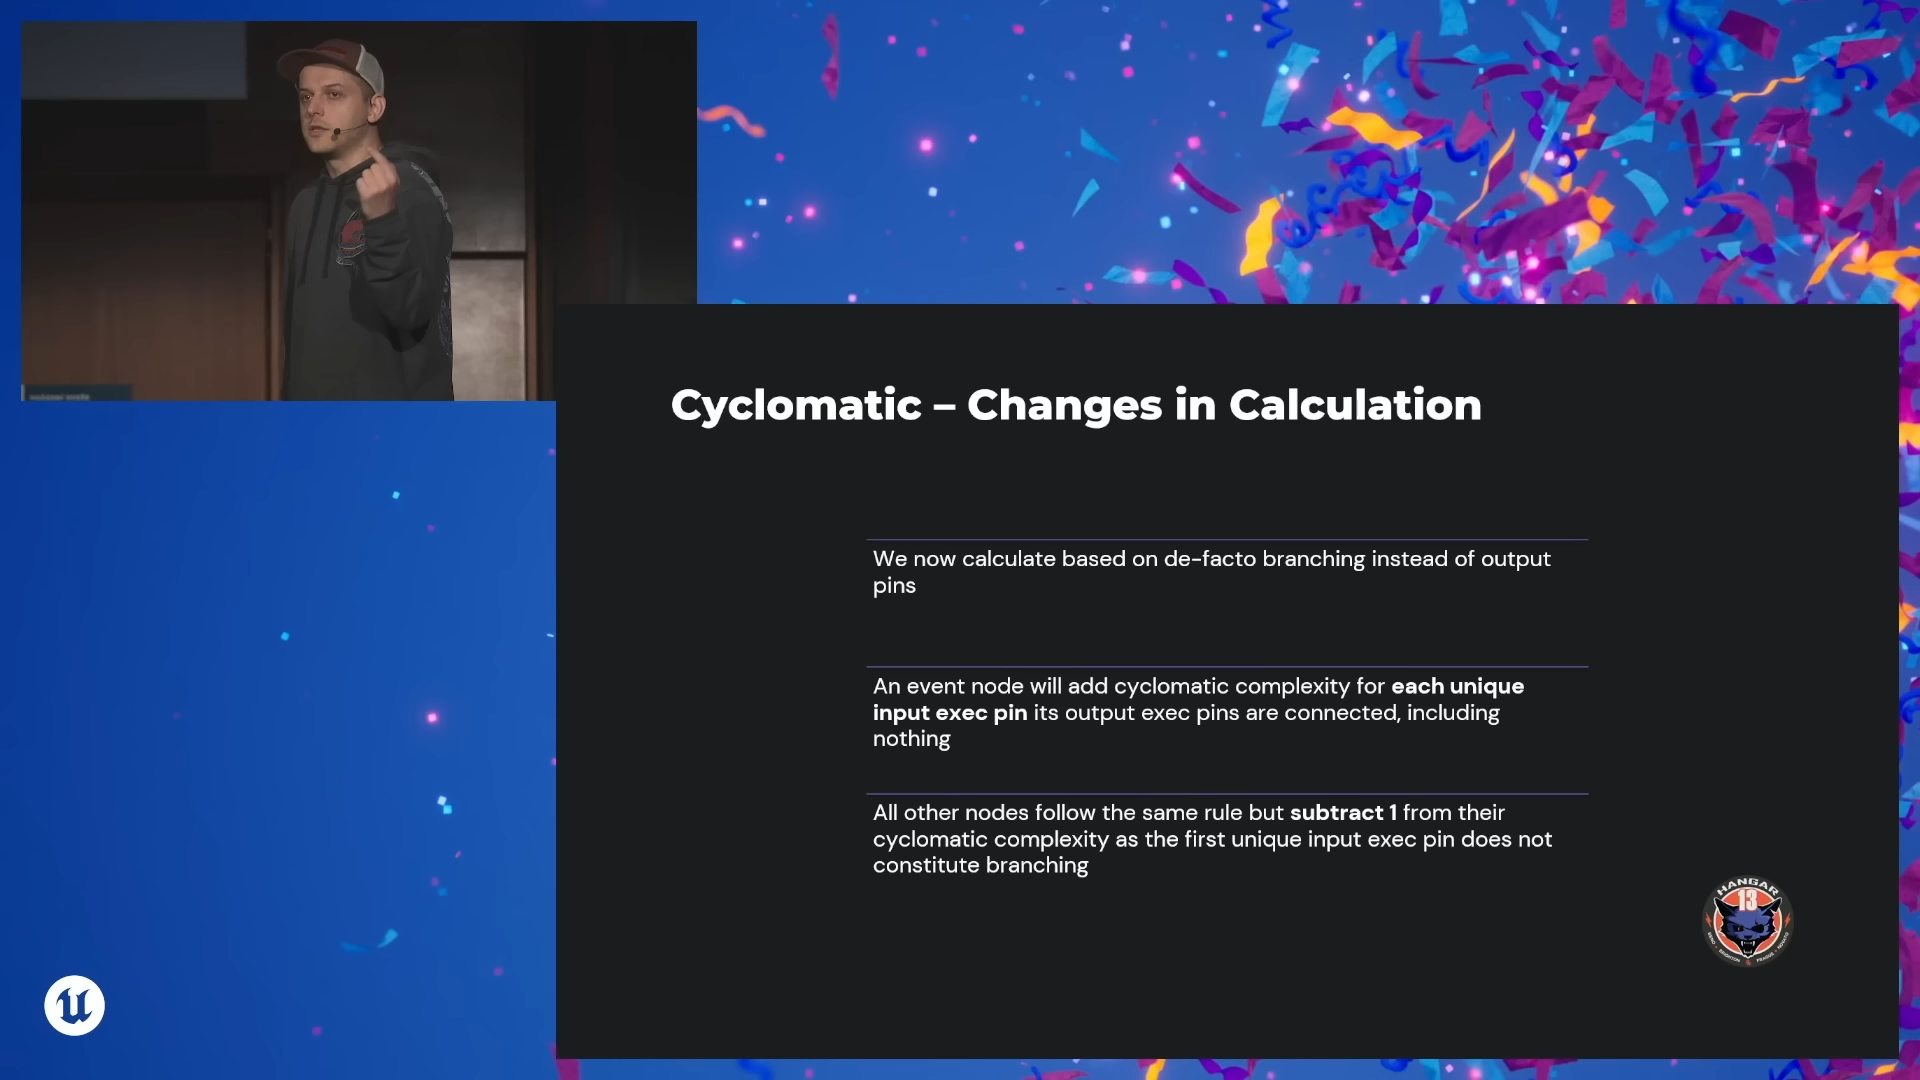 Cyclomatic – Changes in Calculation
We now calculate based on de-facto branching instead of output
pins
An event node will add cyclomatic complexity for each unique
input exec pin its output exec pins are connected, including
nothing
All other nodes follow the same rule but subtract 1 from their
cyclomatic complexity as the first unique input exec pin does not
constitute branching
HANGAR
13